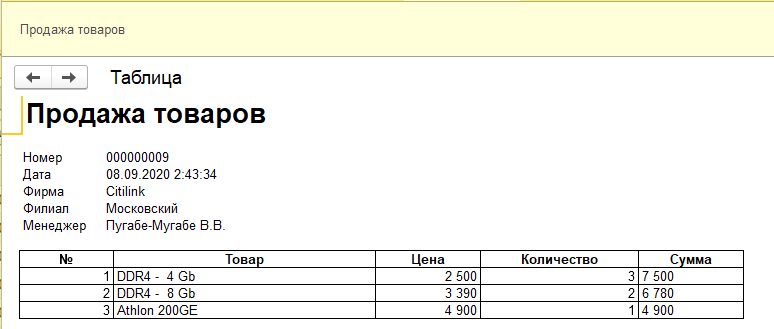 Продажа товаров
Таблица
Продажа товаров
Номер 000000009
Дата 08.09.2020 2:43:34
Фирма Citilink
Филиал Московский
Менеджер Пугабе-Мугабе В.В.
№ Товар Цена Количество Сумма
1 DDR4 - 4 Gb 2 500 3 7 500
2 DDR4 - 8 Gb 3 390 2 6 780
3 Athlon 200GE 4 900 1 4 900